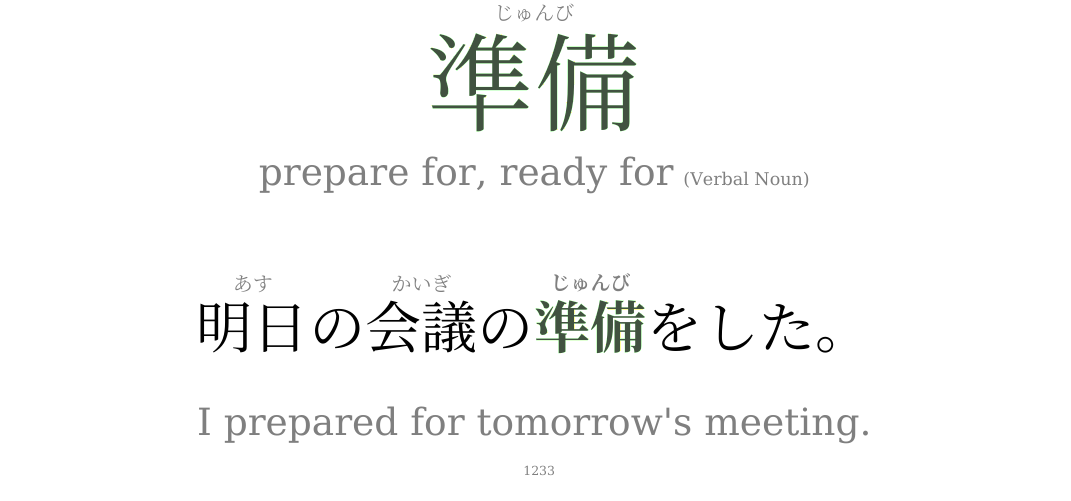 じゅんび
準備
prepare for, ready for (Verbal Noun)
あす かいぎ じゅんび
明日の会議の準備をした。
I prepared for tomorrow's meeting.
1233